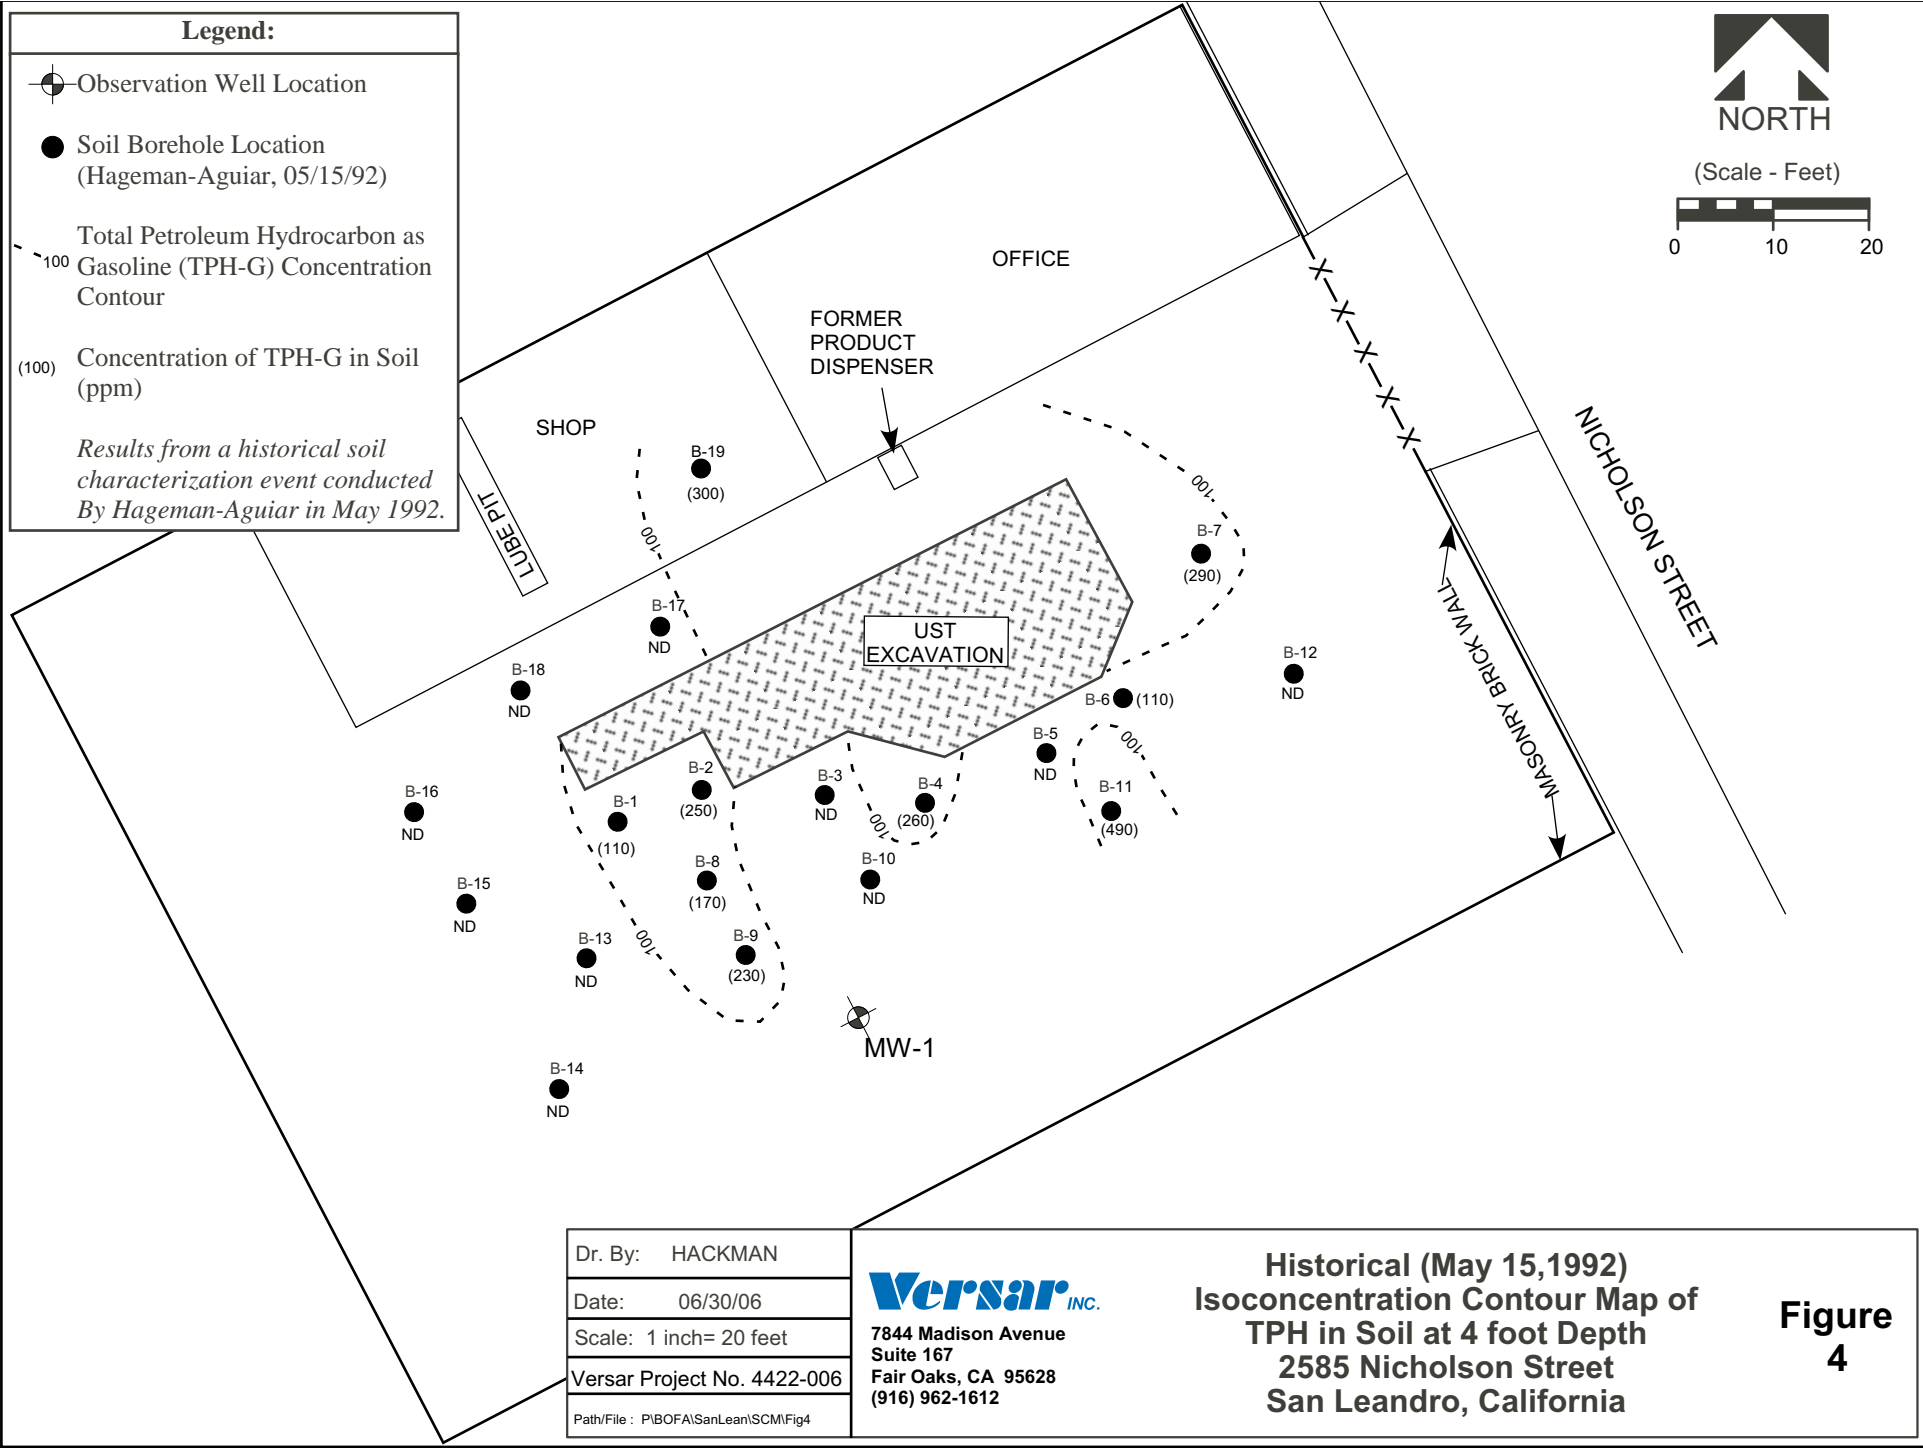 Legend:
Observation Well Location
Soil Borehole Location
(Hageman-Aguiar, 05/15/92)
100
Total Petroleum Hydrocarbon as
Gasoline (TPH-G) Concentration
Contour
(100)
Concentration of TPH-G in Soil
(ppm)
Results from a historical soil
characterization event conducted
By Hageman-Aguiar in May 1992.
NORTH
(Scale - Feet)
0 10 20
OFFICE
FORMER
PRODUCT
DISPENSER
SHOP
LUBE PIT
B-19
(300)
100
100
B-7
(290)
X X X X X
NICHOLSON STREET
MASONRY BRICK WALL
UST
EXCAVATION
B-17
ND
B-18
ND
B-12
ND
B-6 (110)
B-5
ND
100
B-11
(490)
B-2
(250)
B-3
ND
B-4
(260)
100
B-1
(110)
B-16
ND
B-8
(170)
B-10
ND
B-15
ND
B-13
ND
100
B-9
(230)
MW-1
B-14
ND
Dr. By: HACKMAN
Date: 06/30/06
Scale: 1 inch= 20 feet
Versar Project No. 4422-006
Path/File : P\BOFA\SanLean\SCM\Fig4
Versar INC.
7844 Madison Avenue
Suite 167
Fair Oaks, CA 95628
(916) 962-1612
Historical (May 15,1992)
Isoconcentration Contour Map of
TPH in Soil at 4 foot Depth
2585 Nicholson Street
San Leandro, California
Figure
4